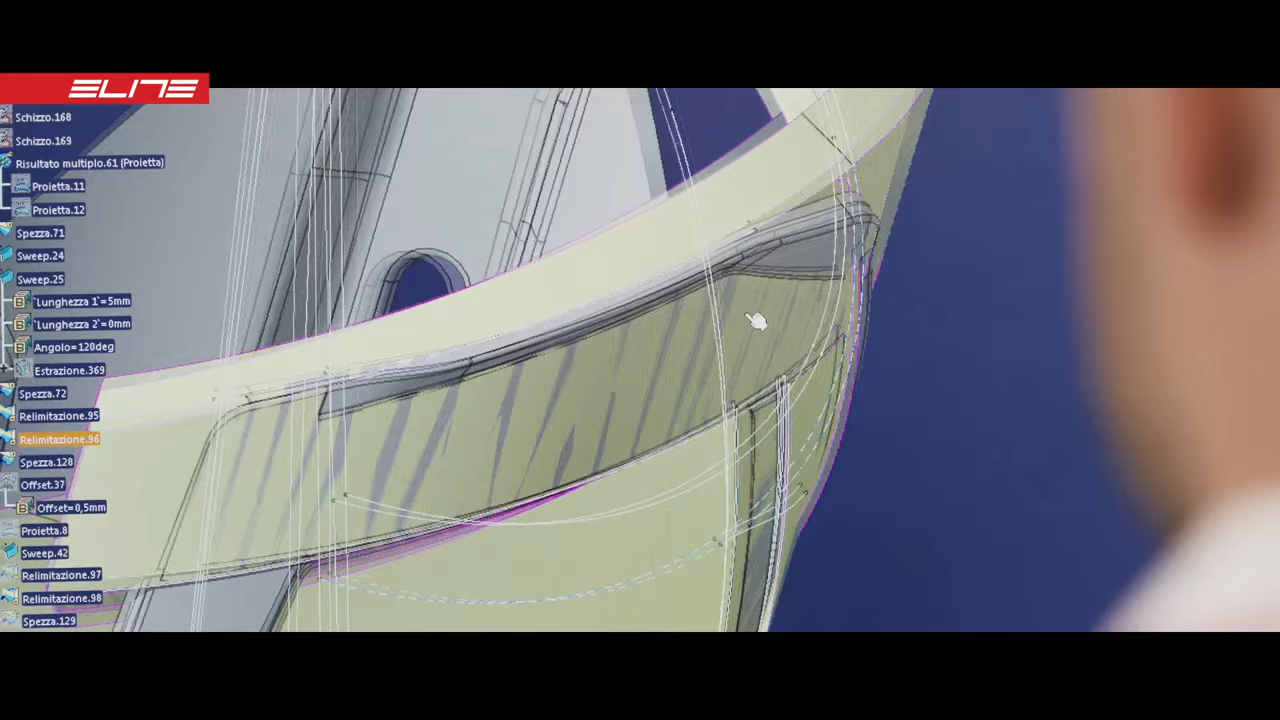 ELITE
Schizzo.168
Schizzo.169
Risultato multiplo.61 (Proietta)
Proietta.11
Proietta.12
Spezza.71
Sweep.24
Sweep.25
`Lunghezza 1`=5mm
`Lunghezza 2`=0mm
Angolo=120deg
Estrazione.369
Spezza.72
Relimitazione.95
Relimitazione.96
Spezza.128
Offset.37
Offset=0,5mm
Proietta.8
Sweep.42
Relimitazione.97
Relimitazione.98
Spezza.129